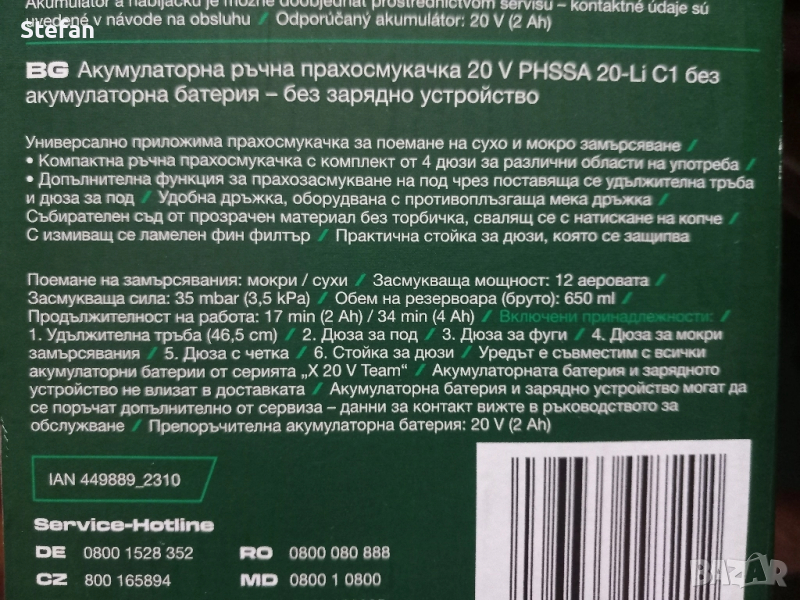 Akumulátor a nabíjačku je možné doobjednať prostredníctvom servisu – kontaktné údaje sú
uvedené v návode na obsluhu / Odporúčaný akumulátor: 20 V (2 Ah)
Stefan
BG Акумулаторна ръчна прахосмукачка 20 V PHSSA 20-Li C1 без
акумулаторна батерия – без зарядно устройство
Универсално приложима прахосмукачка за поемане на сухо и мокро замърсяване /
• Компактна ръчна прахосмукачка с комплект от 4 дюзи за различни области на употреба /
• Допълнителна функция за прахозасмукване на под чрез поставяща се удължителна тръба
и дюза за под / Удобна дръжка, оборудвана с противоплъзгаща мека дръжка /
Събирателен съд от прозрачен материал без торбичка, свалящ се с натискане на копче /
С измиващ се ламелен фин филтър / Практична стойка за дюзи, която се защипва
Поемане на замърсявания: мокри / сухи / Засмукваща мощност: 12 аеровата /
Засмукваща сила: 35 mbar (3,5 kPa) / Обем на резервоара (бруто): 650 ml /
Продължителност на работа: 17 min (2 Ah) / 34 min (4 Ah) / Включени принадлежности: /
1. Удължителна тръба (46,5 cm) / 2. Дюза за под / 3. Дюза за фуги / 4. Дюза за мокри
замърсявания / 5. Дюза с четка / 6. Стойка за дюзи / Уредът е съвместим с всички
акумулаторни батерии от серията „X 20 V Team“ / Акумулаторната батерия и зарядното
устройство не влизат в доставката / Акумулаторна батерия и зарядно устройство могат да
се поръчат допълнително от сервиза – данни за контакт вижте в ръководството за
обслужване / Препоръчителна акумулаторна батерия: 20 V (2 Ah)
IAN 449889_2310
Service-Hotline
DE 0800 1528 352 RO 0800 080 888
CZ 800 165894 MD 0800 1 0800
BAZAR